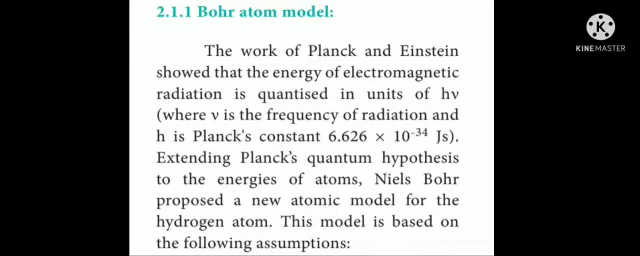 2.1.1 Bohr atom model:
The work of Planck and Einstein
showed that the energy of electromagnetic
radiation is quantised in units of hν
(where ν is the frequency of radiation and
h is Planck's constant 6.626 × 10⁻³⁴ Js).
Extending Planck's quantum hypothesis
to the energies of atoms, Niels Bohr
proposed a new atomic model for the
hydrogen atom. This model is based on
the following assumptions:
K
KINEMASTER